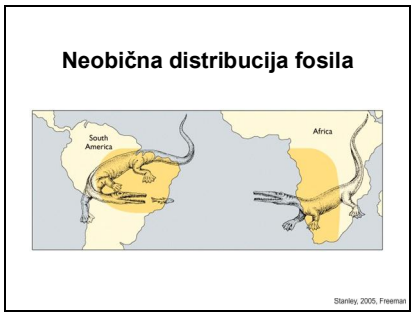 Neobična distribucija fosila
South
America
Africa
Stanley, 2005, Freeman